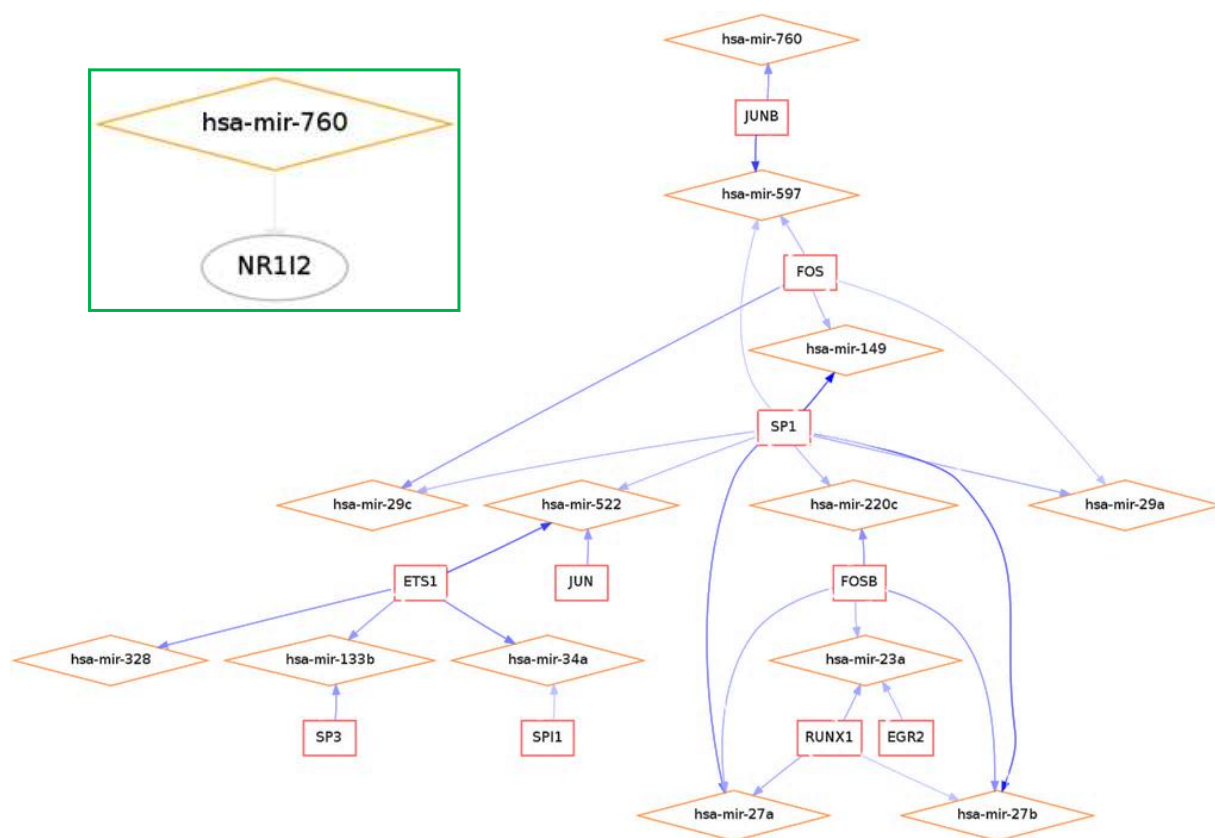 hsa-mir-760
NR1I2
hsa-mir-760
JUNB
hsa-mir-597
FOS
hsa-mir-149
SP1
hsa-mir-29c
hsa-mir-522
hsa-mir-220c
hsa-mir-29a
ETS1
JUN
FOSB
hsa-mir-328
hsa-mir-133b
hsa-mir-34a
hsa-mir-23a
SP3
SPI1
RUNX1
EGR2
hsa-mir-27a
hsa-mir-27b